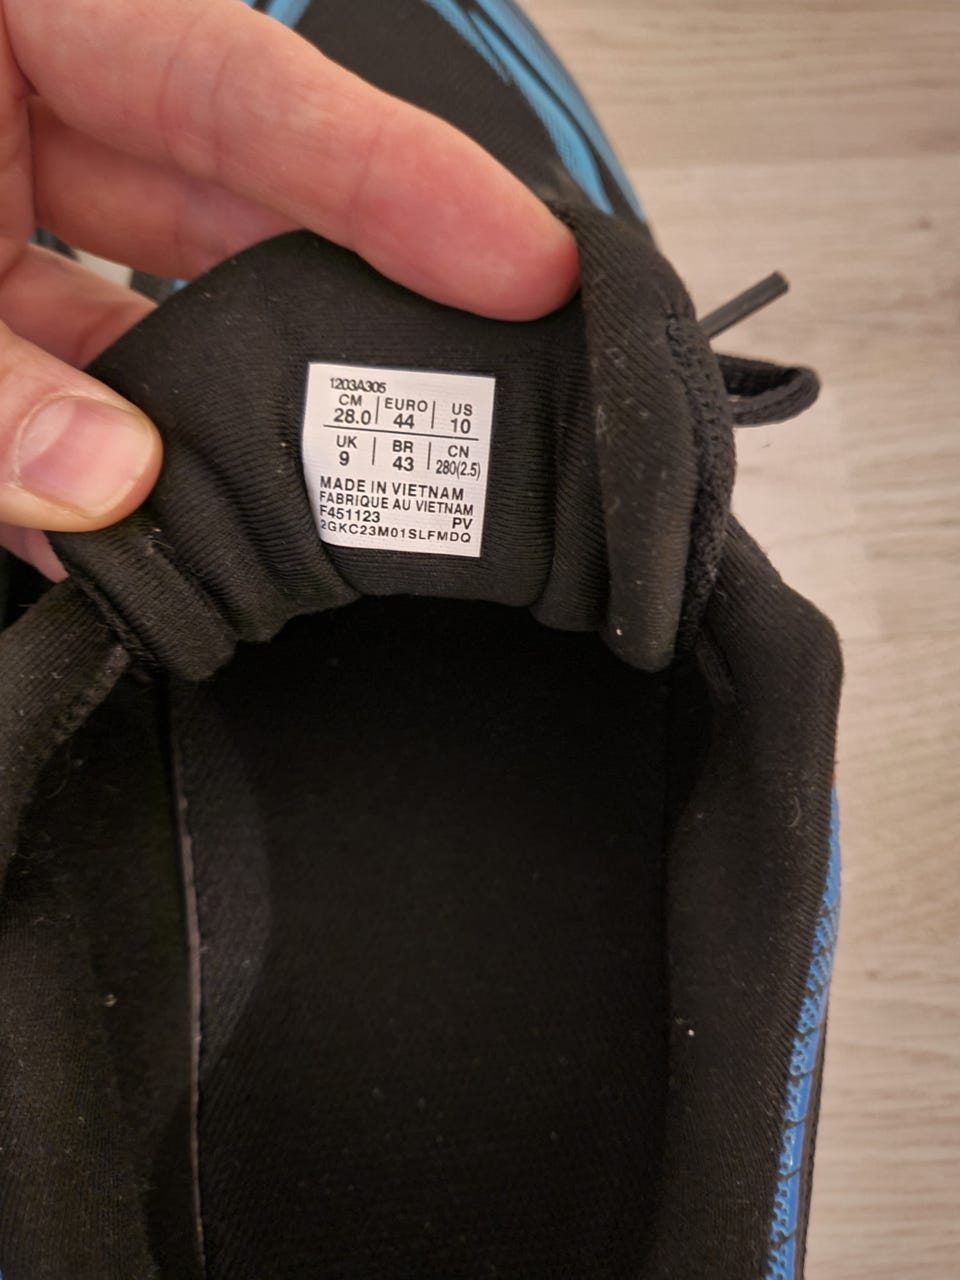 1203A305
CM EURO US
28.0 44 10
UK BR CN
9 43 280(2.5)
MADE IN VIETNAM
FABRIQUE AU VIETNAM
F451123 PV
2GKC23M01SLFMDQ